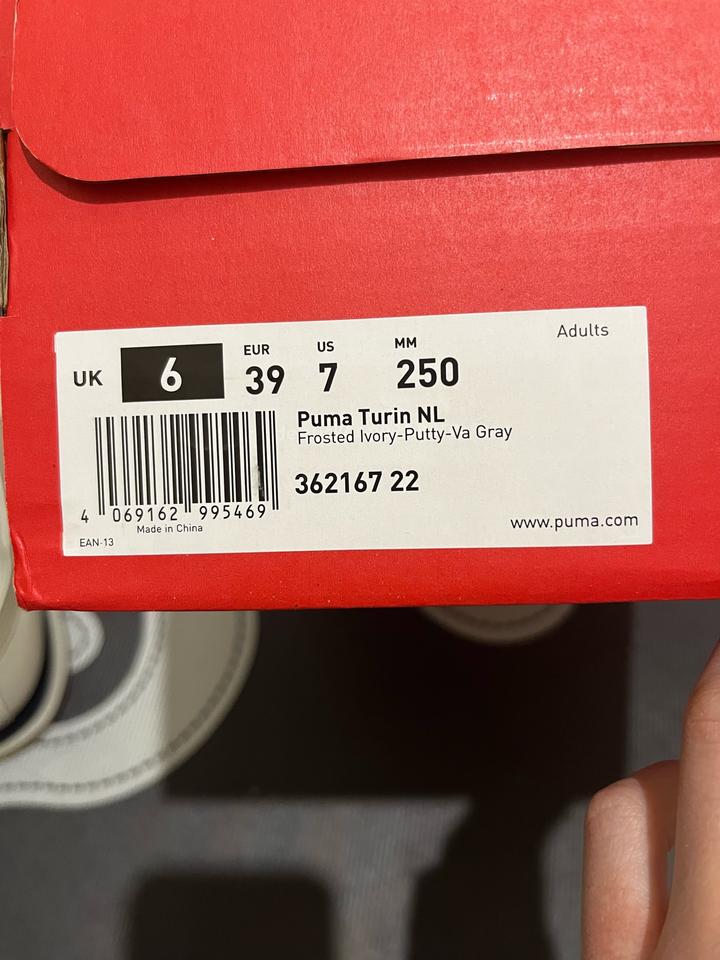 Adults
UK 6 EUR 39 US 7 MM 250
Puma Turin NL
Frosted Ivory-Putty-Va Gray
362167 22
4 069162 995469
Made in China
EAN-13
www.puma.com